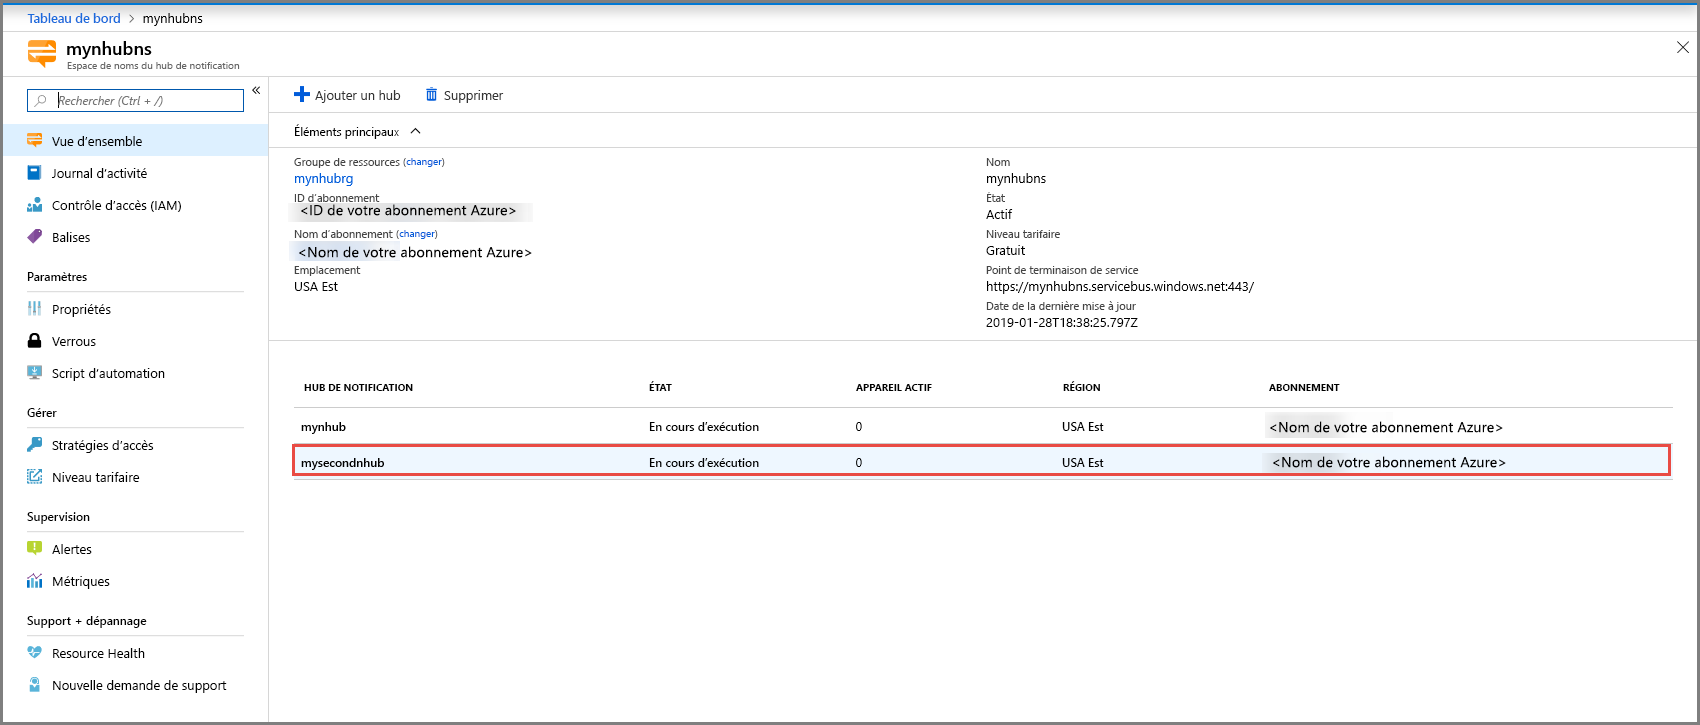 Tableau de bord > mynhubns
mynhubns
Espace de noms du hub de notification
Rechercher (Ctrl + /)
«
Vue d'ensemble
Journal d'activité
Contrôle d'accès (IAM)
Balises
Paramètres
Propriétés
Verrous
Script d'automation
Gérer
Stratégies d'accès
Niveau tarifaire
Supervision
Alertes
Métriques
Support + dépannage
Resource Health
Nouvelle demande de support
Ajouter un hub Supprimer
Éléments principaux
Groupe de ressources (changer)
mynhubrg
ID d'abonnement
<ID de votre abonnement Azure>
Nom d'abonnement (changer)
<Nom de votre abonnement Azure>
Emplacement
USA Est
Nom
mynhubns
État
Actif
Niveau tarifaire
Gratuit
Point de terminaison de service
https://mynhubns.servicebus.windows.net:443/
Date de la dernière mise à jour
2019-01-28T18:38:25.797Z
HUB DE NOTIFICATION ÉTAT APPAREIL ACTIF RÉGION ABONNEMENT
mynhub En cours d'exécution 0 USA Est <Nom de votre abonnement Azure>
mysecondnhub En cours d'exécution 0 USA Est <Nom de votre abonnement Azure>